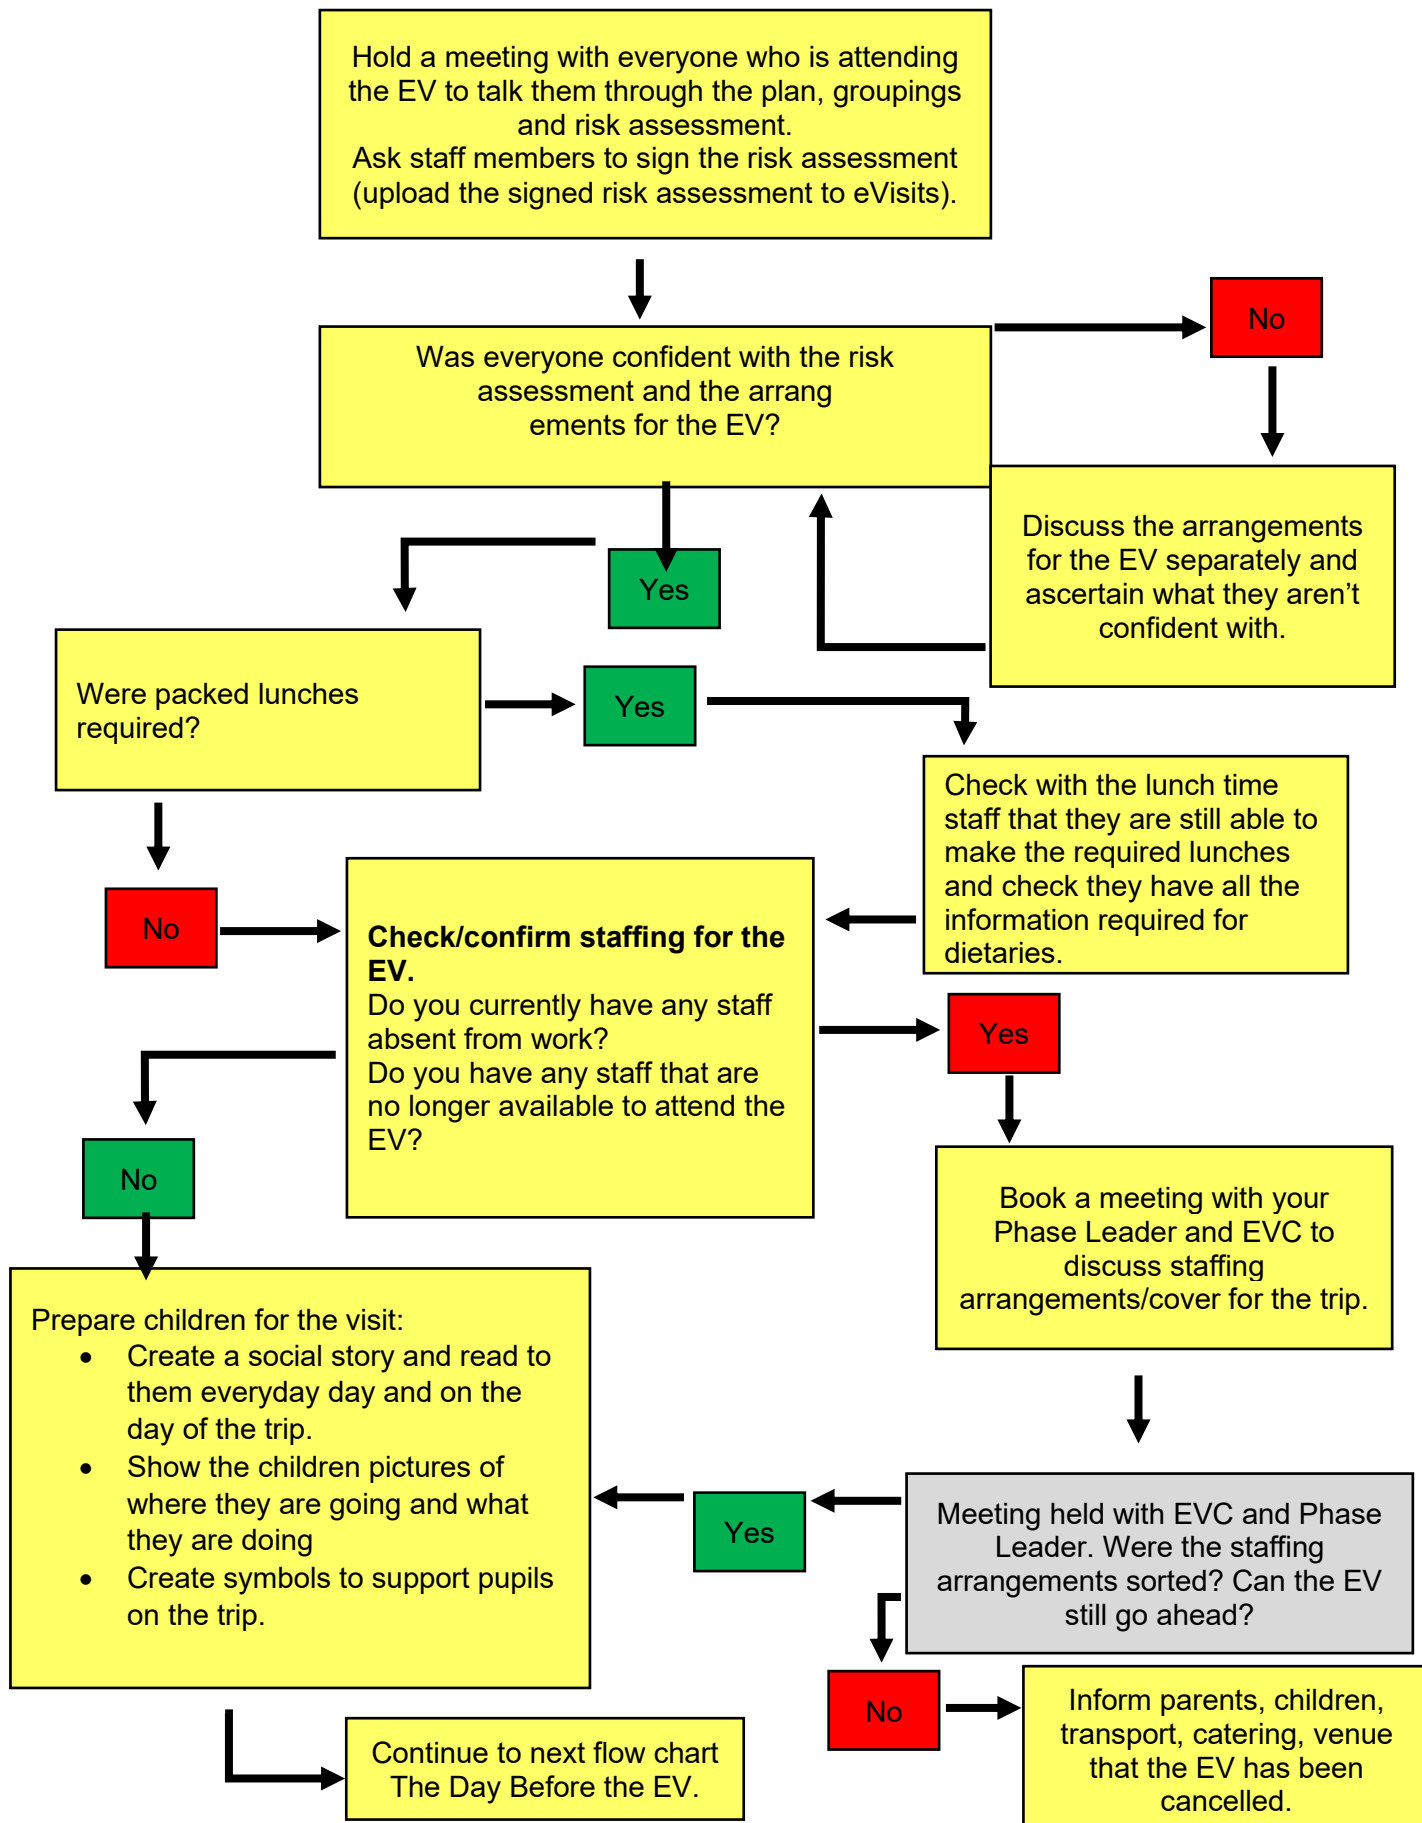 Hold a meeting with everyone who is attending
the EV to talk them through the plan, groupings
and risk assessment.
Ask staff members to sign the risk assessment
(upload the signed risk assessment to eVisits).
No
Was everyone confident with the risk
assessment and the arrang
ements for the EV?
Discuss the arrangements
for the EV separately and
ascertain what they aren’t
confident with.
Yes
Were packed lunches
required?
Yes
Check with the lunch time
staff that they are still able to
make the required lunches
and check they have all the
information required for
dietaries.
No
Check/confirm staffing for the
EV.
Do you currently have any staff
absent from work?
Do you have any staff that are
no longer available to attend the
EV?
Yes
No
Book a meeting with your
Phase Leader and EVC to
discuss staffing
arrangements/cover for the trip.
Prepare children for the visit:
• Create a social story and read to
them everyday day and on the
day of the trip.
• Show the children pictures of
where they are going and what
they are doing
• Create symbols to support pupils
on the trip.
Yes
Meeting held with EVC and Phase
Leader. Were the staffing
arrangements sorted? Can the EV
still go ahead?
No
Inform parents, children,
transport, catering, venue
that the EV has been
cancelled.
Continue to next flow chart
The Day Before the EV.